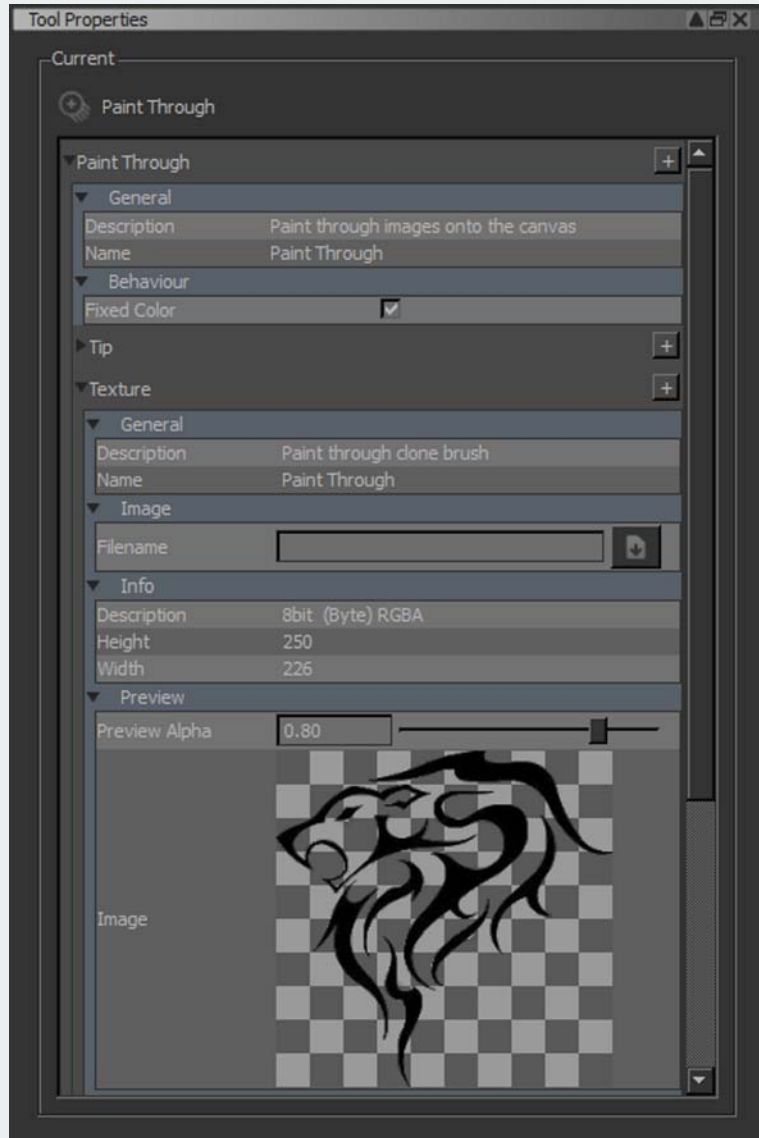 Tool Properties
Current
Paint Through
Paint Through
General
Description Paint through images onto the canvas
Name Paint Through
Behaviour
Fixed Color
Tip
Texture
General
Description Paint through clone brush
Name Paint Through
Image
Filename
Info
Description 8bit (Byte) RGBA
Height 250
Width 226
Preview
Preview Alpha 0.80
Image